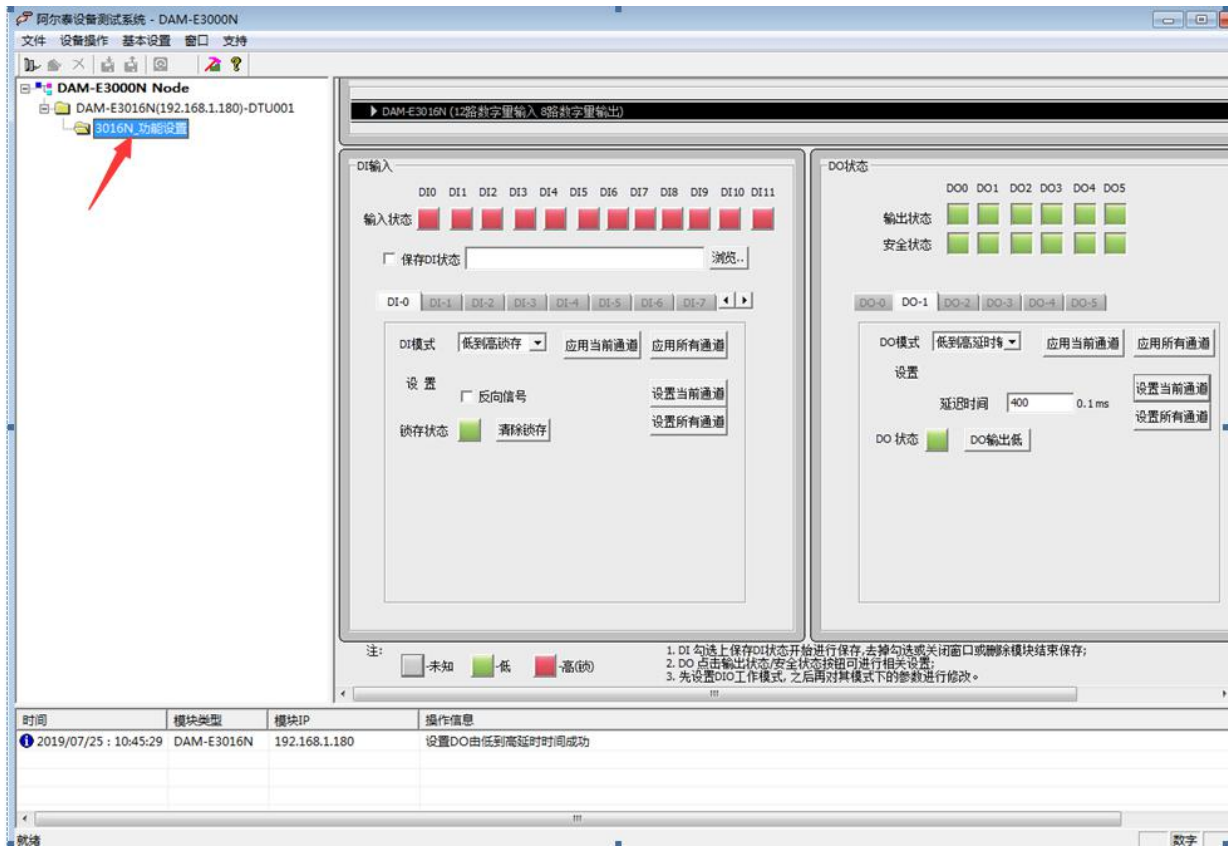 阿尔泰设备测试系统 - DAM-E3000N
文件 设备操作 基本设置 窗口 支持
DAM-E3000N Node
DAM-E3016N(192.168.1.180)-DTU001
3016N_功能设置
DAM-E3016N (12路数字里输入 8路数字里输出)
DI输入
DI0 DI1 DI2 DI3 DI4 DI5 DI6 DI7 DI8 DI9 DI10 DI11
输入状态
保存DI状态 浏览..
DI-0 DI-1 DI-2 DI-3 DI-4 DI-5 DI-6 DI-7
DI模式 低到高锁存 应用当前通道 应用所有通道
设 置
反向信号 设置当前通道
设置所有通道
锁存状态 清除锁存
DO状态
DO0 DO1 DO2 DO3 DO4 DO5
输出状态
安全状态
DO-0 DO-1 DO-2 DO-3 DO-4 DO-5
DO模式 低到高延时 应用当前通道 应用所有通道
设置
设置当前通道
延迟时间 400 0.1ms
设置所有通道
DO 状态 DO输出低
注:
-未知 -低 -高(锁)
1. DI 勾选上保存DI状态开始进行保存,去掉勾选或关闭窗口或删除模块结束保存;
2. DO 点击输出状态/安全状态按钮可进行相关设置;
3. 先设置DIO工作模式, 之后再对其模式下的参数进行修改。
时间 模块类型 模块IP 操作信息
2019/07/25 : 10:45:29 DAM-E3016N 192.168.1.180 设置DO由低到高延时时间成功
就绪 数字